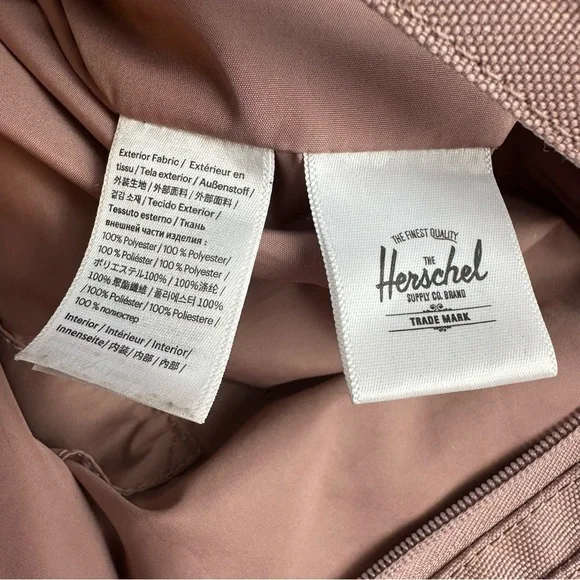 Exterior Fabric / Extérieur en
tissu / Tela exterior / Außenstoff /
外装生地 / 外部面料 / 外部面料 /
겉감 소재 / Tecido Exterior /
Tessuto esterno / Ткань
внешней части изделия :
100% Polyester / 100% Polyester /
100% Poliéster / 100% Polyester /
ポリエステル100% / 100%涤纶 /
100% 聚酯纖維 / 폴리에스터 100%
/ 100% Poliéster / 100% Poliestere /
100% полиэстер
Interior / Intérieur / Interior /
Innenseite / 内装 / 内部 / 內部 /
THE FINEST QUALITY
THE
Herschel
SUPPLY CO. BRAND
TRADE MARK